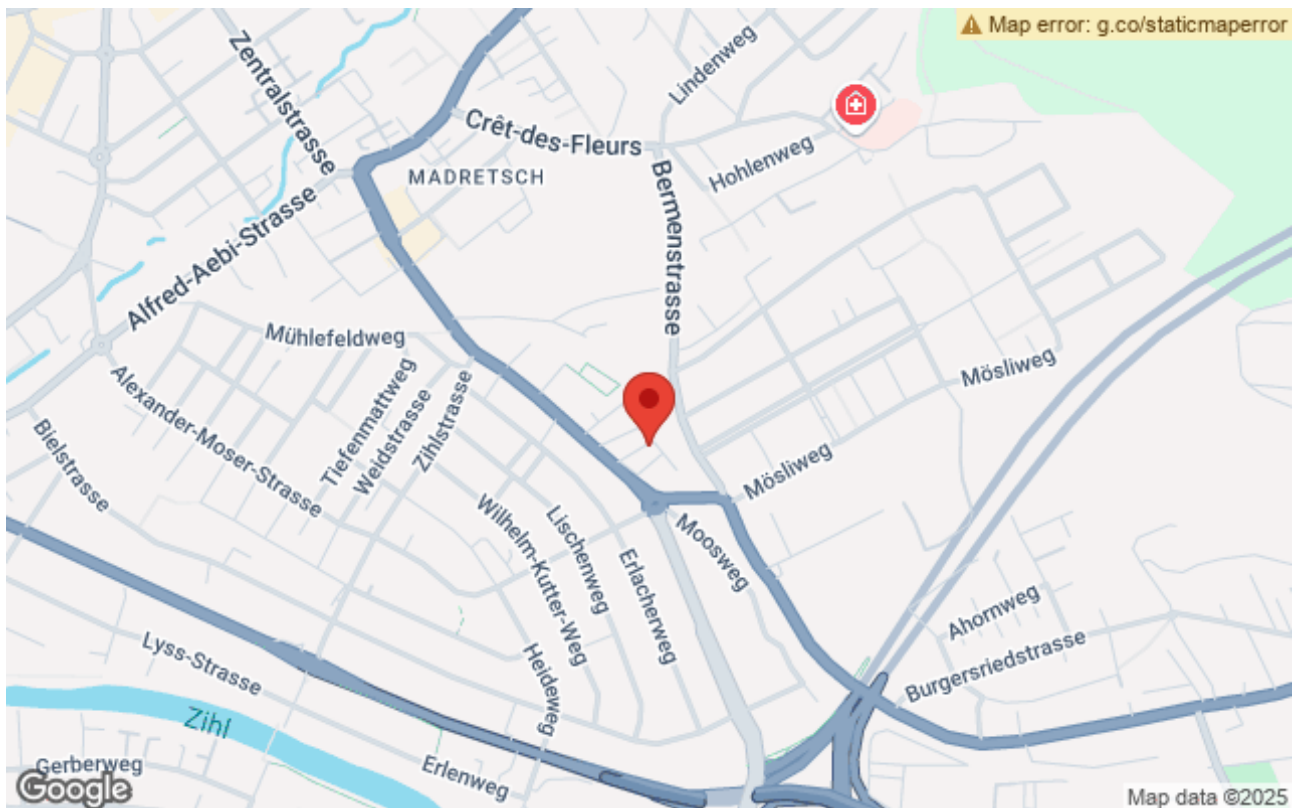 Map error: g.co/staticmaperror
Zentralstrasse
Lindenweg
Crêt-des-Fleurs
Hohlenweg
MADRETSCH
Bermenstrasse
Alfred-Aebi-Strasse
Mühlefeldweg
Mösliweg
Alexander-Moser-Strasse
Tiefenmattweg
Weidstrasse
Zihlstrasse
Bielstrasse
Mösliweg
Wilhelm-Kutter-Weg
Lischenweg
Erlacherweg
Moosweg
Ahornweg
Burgersriedstrasse
Lyss-Strasse
Heideweg
Zihl
Erlenweg
Gerberweg
Google
Map data ©2025